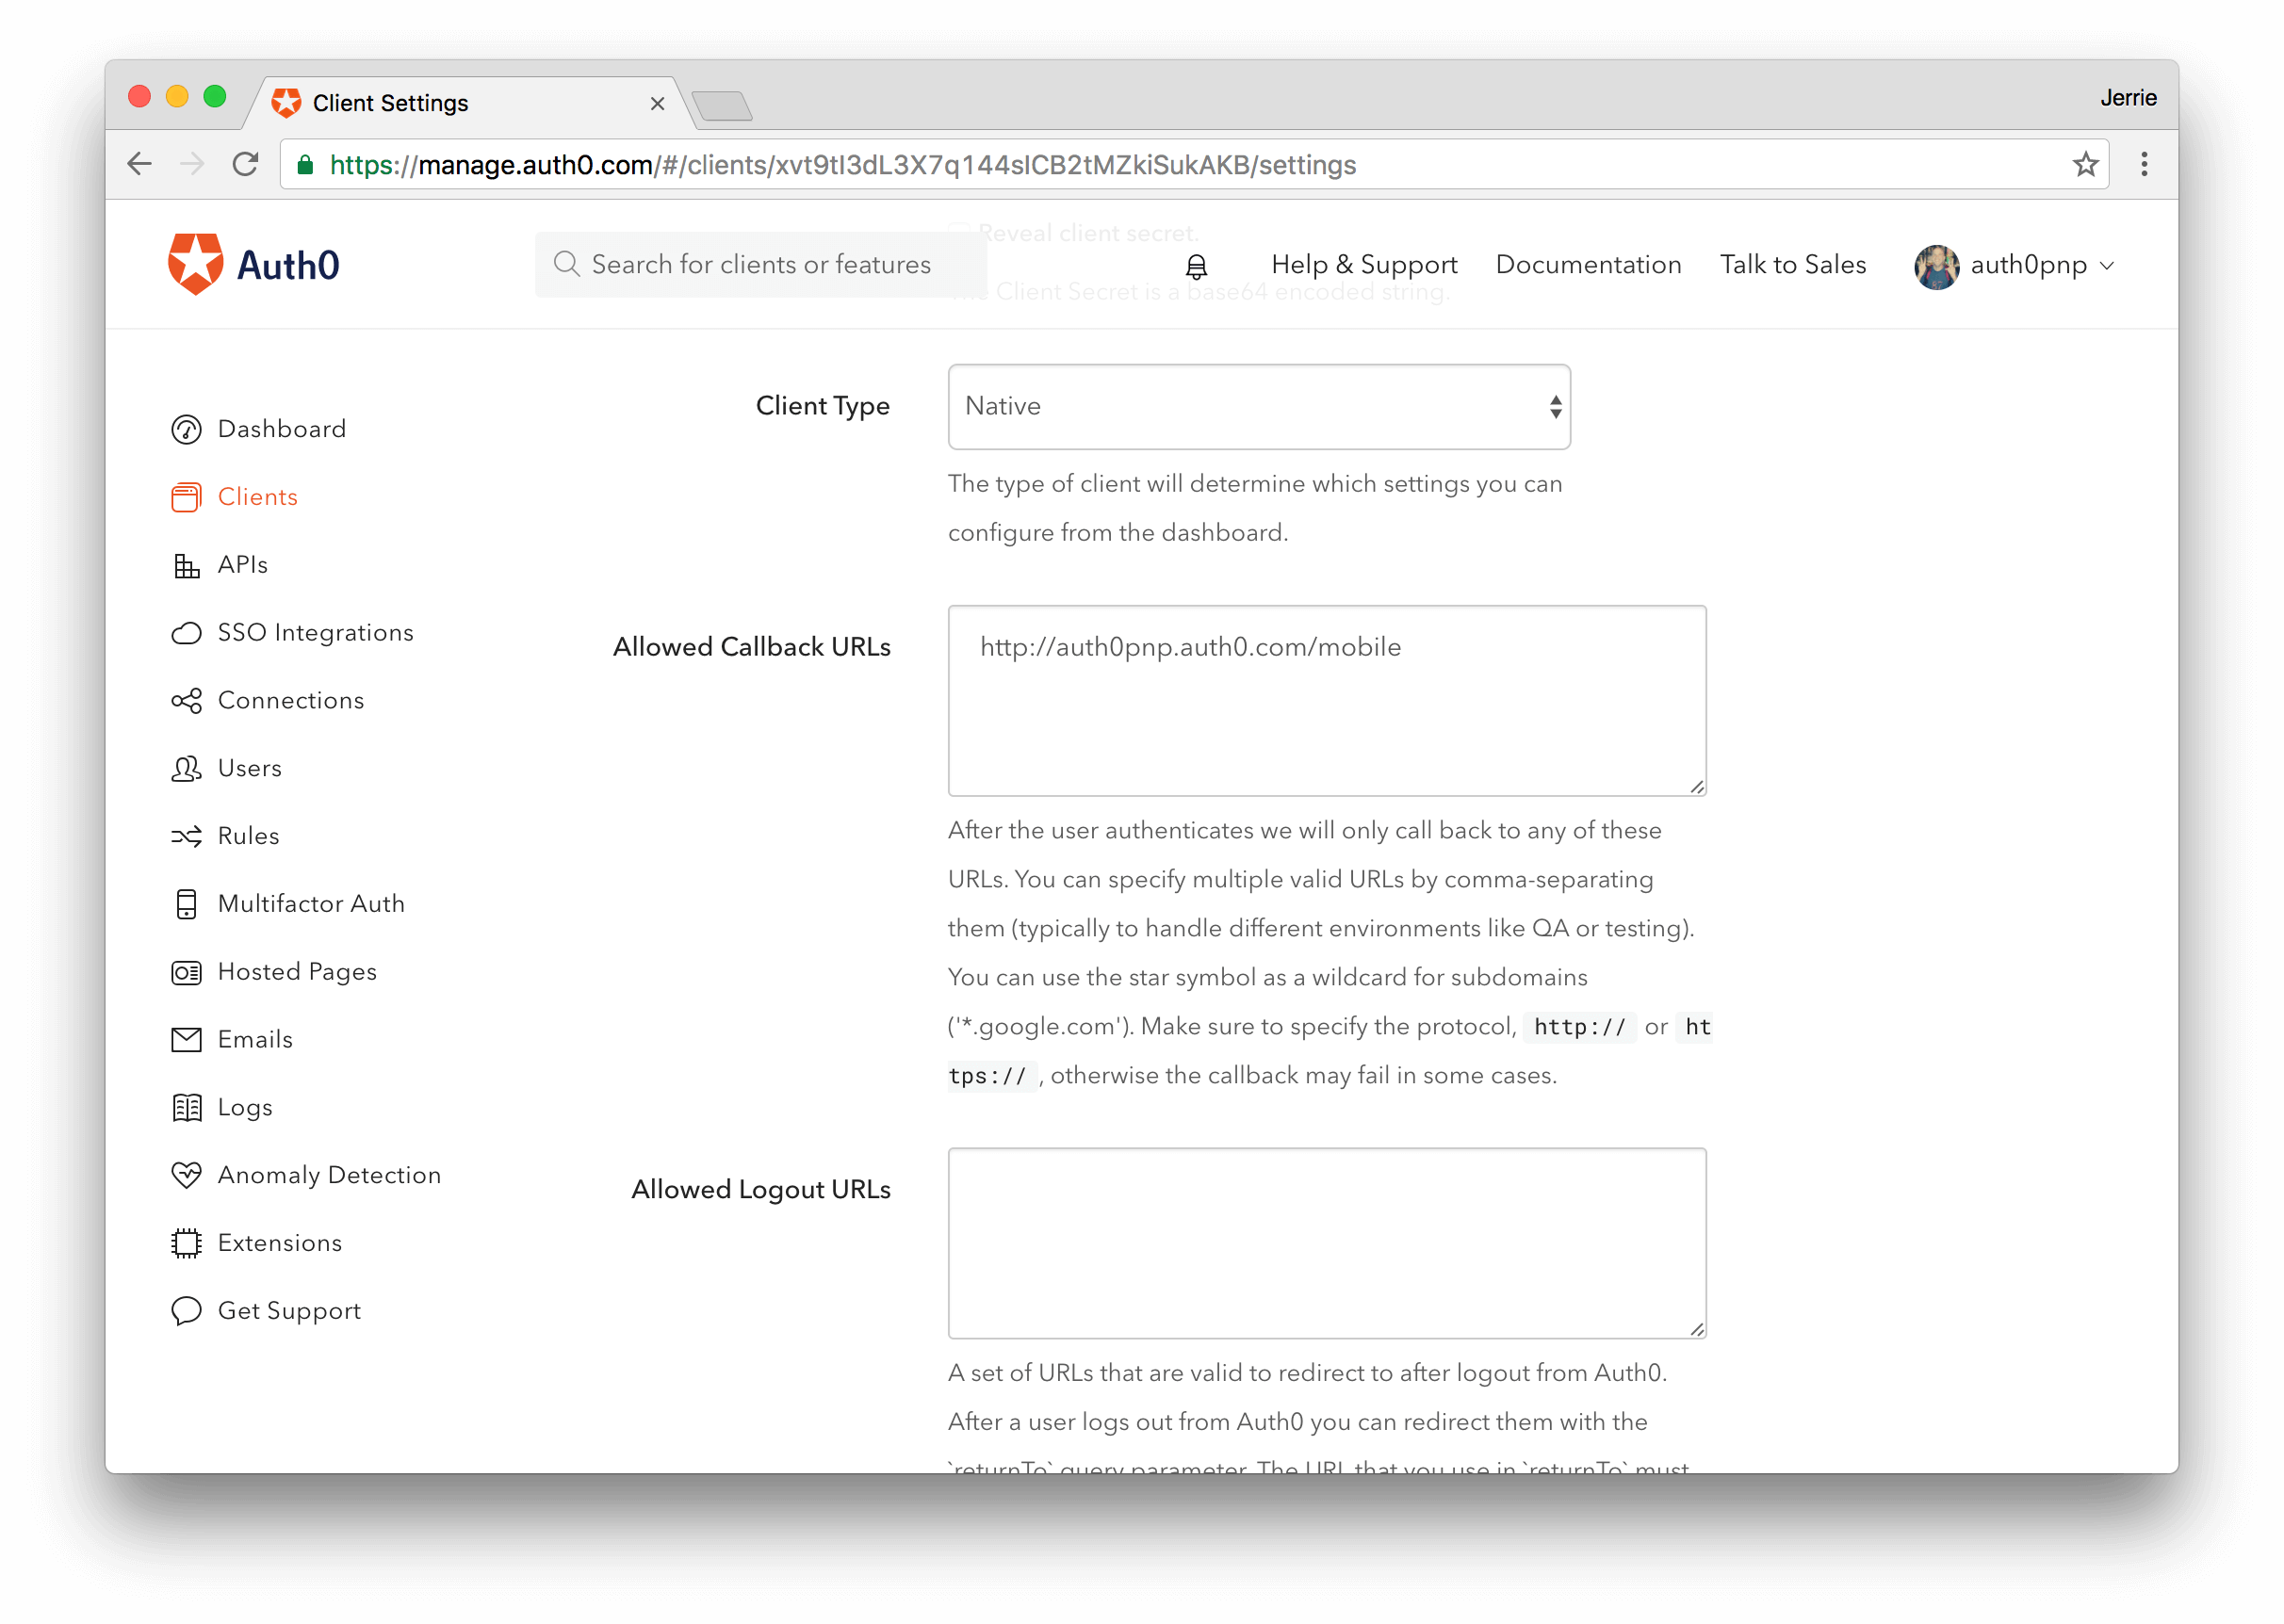 Client Settings
Jerrie
https://manage.auth0.com/#/clients/xvt9tI3dL3X7q144sICB2tMZkiSukAKB/settings
Reveal client secret.
Auth0
Search for clients or features
Help & Support
Documentation
Talk to Sales
auth0pnp
The Client Secret is a base64 encoded string.
Dashboard
Clients
APIs
SSO Integrations
Connections
Users
Rules
Multifactor Auth
Hosted Pages
Emails
Logs
Anomaly Detection
Extensions
Get Support
Client Type
Native
The type of client will determine which settings you can
configure from the dashboard.
Allowed Callback URLs
http://auth0pnp.auth0.com/mobile
After the user authenticates we will only call back to any of these
URLs. You can specify multiple valid URLs by comma-separating
them (typically to handle different environments like QA or testing).
You can use the star symbol as a wildcard for subdomains
('*.google.com'). Make sure to specify the protocol, http:// or ht
tps:// , otherwise the callback may fail in some cases.
Allowed Logout URLs
A set of URLs that are valid to redirect to after logout from Auth0.
After a user logs out from Auth0 you can redirect them with the
`returnTo` query parameter. The URL that you use in `returnTo` must